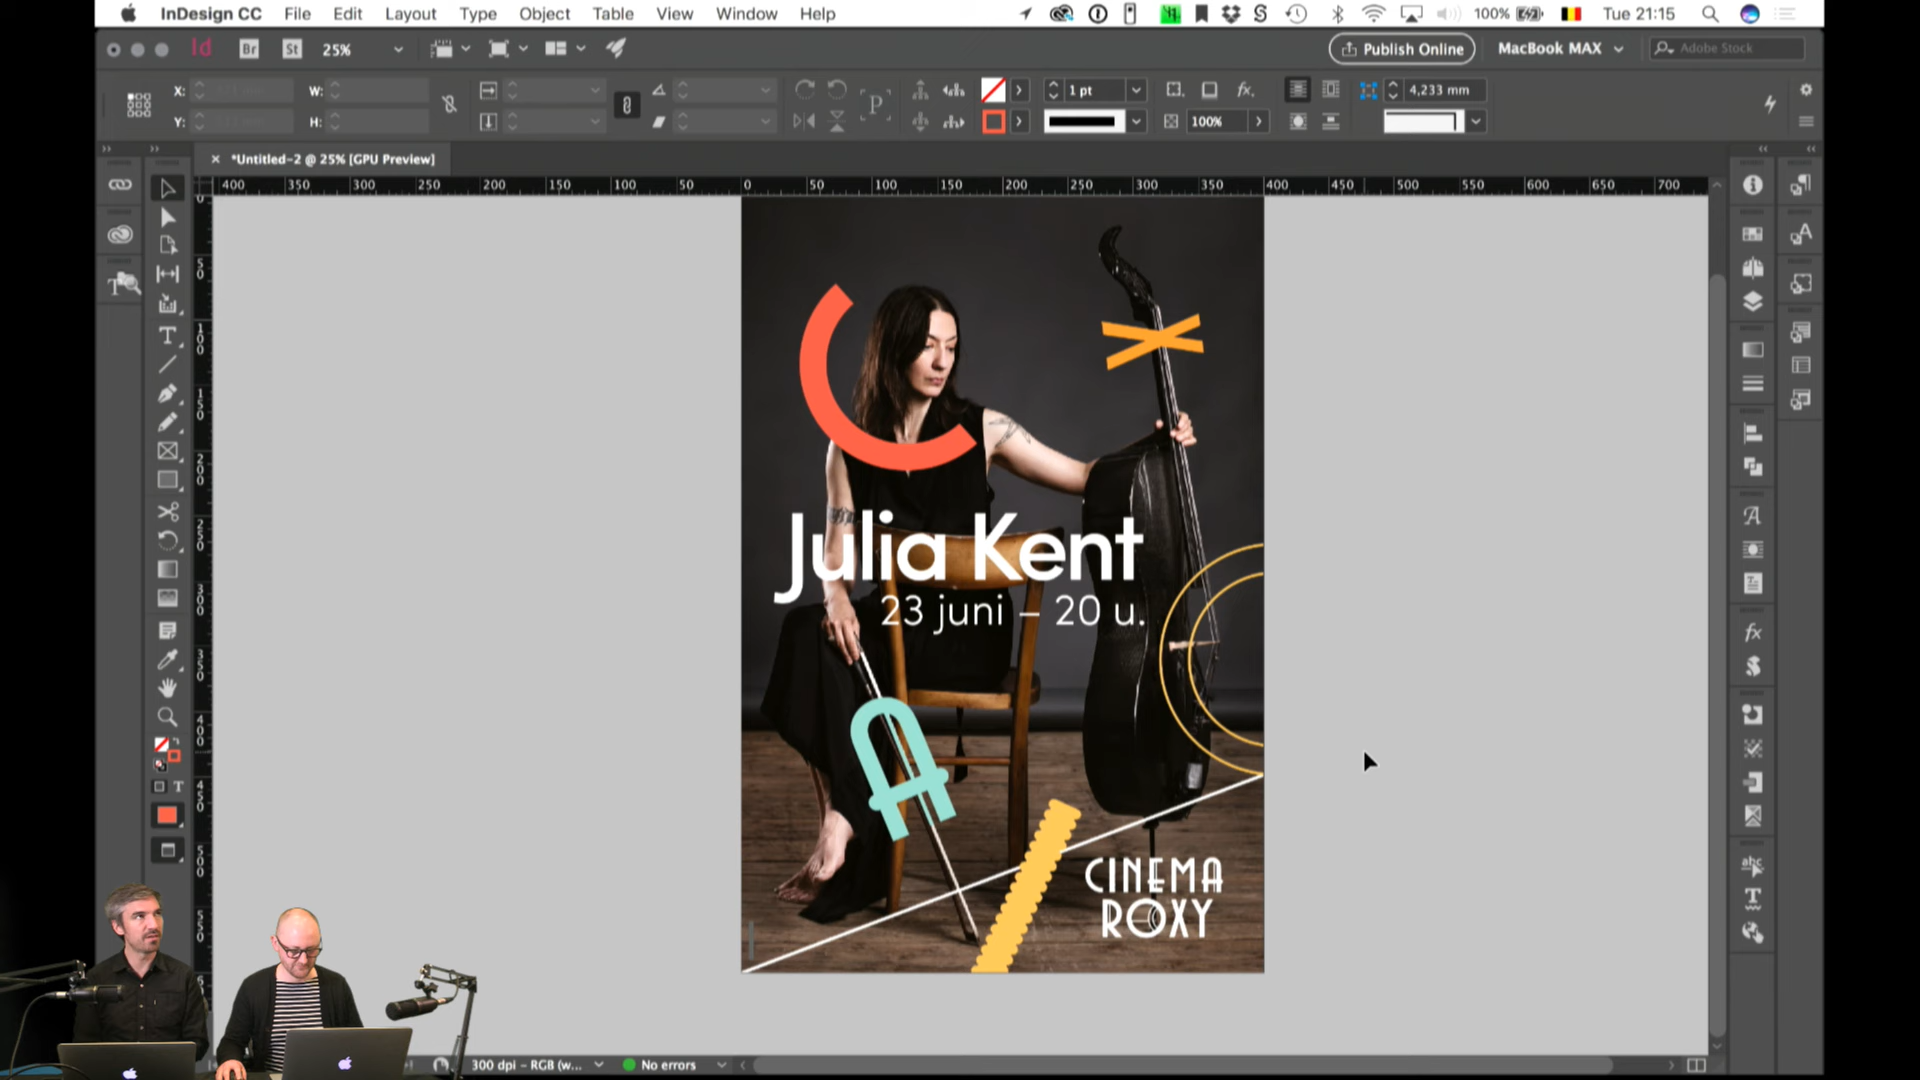 InDesign CC File Edit Layout Type Object Table View Window Help 100% Tue 21:15
Id Br St 25% Publish Online MacBook MAX Adobe Stock
X: W: 1 pt 4,233 mm
Y: H: P fx. 100%
*Untitled-2 @ 25% [GPU Preview]
400 350 300 250 200 150 100 50 0 50 100 150 200 250 300 350 400 450 500 550 600 650 700
Julia Kent
23 juni – 20 u.
A
CINEMA
ROXY
300 dpi – RGB (w... No errors